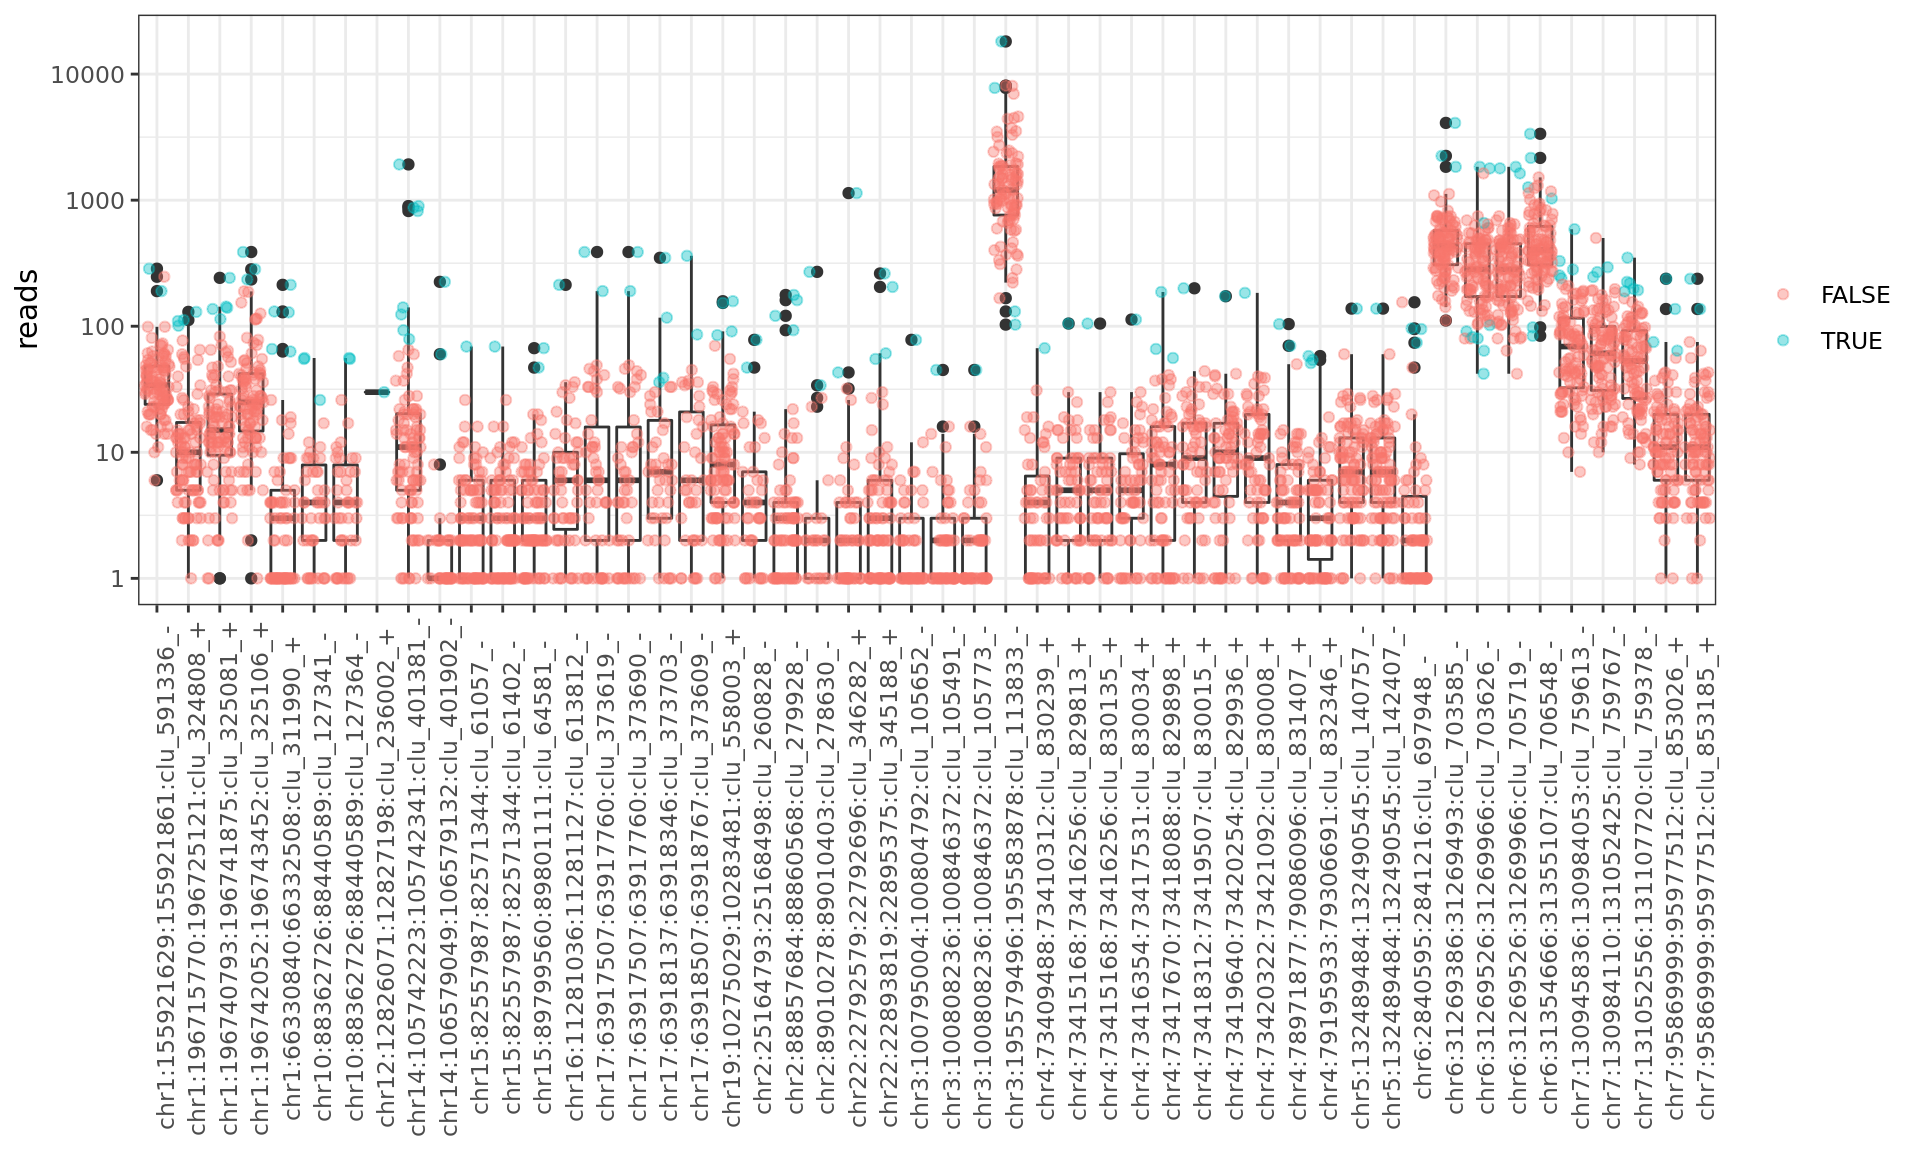 10000
1000
100
10
1
reads
FALSE
TRUE
chr1:155921629:155921861:clu_591336_-
chr1:196715770:196725121:clu_324808_+
chr1:196740793:196741875:clu_325081_+
chr1:196742052:196743452:clu_325106_+
chr1:66330840:66332508:clu_311990_+
chr10:88362726:88440589:clu_127341_-
chr10:88362726:88440589:clu_127364_-
chr12:12826071:12827198:clu_236002_+
chr14:105742223:105742341:clu_401381_-
chr14:106579049:106579132:clu_401902_-
chr15:82557987:82571344:clu_61057_-
chr15:82557987:82571344:clu_61402_-
chr15:89799560:89801111:clu_64581_-
chr16:11281036:11281127:clu_613812_-
chr17:63917507:63917760:clu_373619_-
chr17:63917507:63917760:clu_373690_-
chr17:63918137:63918346:clu_373703_-
chr17:63918507:63918767:clu_373609_-
chr19:10275029:10283481:clu_558003_+
chr2:25164793:25168498:clu_260828_-
chr2:88857684:88860568:clu_279928_-
chr2:89010278:89010403:clu_278630_-
chr22:22792579:22792696:clu_346282_+
chr22:22893819:22895375:clu_345188_+
chr3:100795004:100804792:clu_105652_-
chr3:100808236:100846372:clu_105491_-
chr3:100808236:100846372:clu_105773_-
chr3:195579496:195583878:clu_113833_-
chr4:73409488:73410312:clu_830239_+
chr4:73415168:73416256:clu_829813_+
chr4:73415168:73416256:clu_830135_+
chr4:73416354:73417531:clu_830034_+
chr4:73417670:73418088:clu_829898_+
chr4:73418312:73419507:clu_830015_+
chr4:73419640:73420254:clu_829936_+
chr4:73420322:73421092:clu_830008_+
chr4:78971877:79086096:clu_831407_+
chr4:79195933:79306691:clu_832346_+
chr5:132489484:132490545:clu_140757_-
chr5:132489484:132490545:clu_142407_-
chr6:2840595:2841216:clu_697948_-
chr6:31269386:31269493:clu_703585_-
chr6:31269526:31269966:clu_703626_-
chr6:31269526:31269966:clu_705719_-
chr6:31354666:31355107:clu_706548_-
chr7:130945836:130984053:clu_759613_-
chr7:130984110:131052425:clu_759767_-
chr7:131052556:131107720:clu_759378_-
chr7:95869999:95977512:clu_853026_+
chr7:95869999:95977512:clu_853185_+